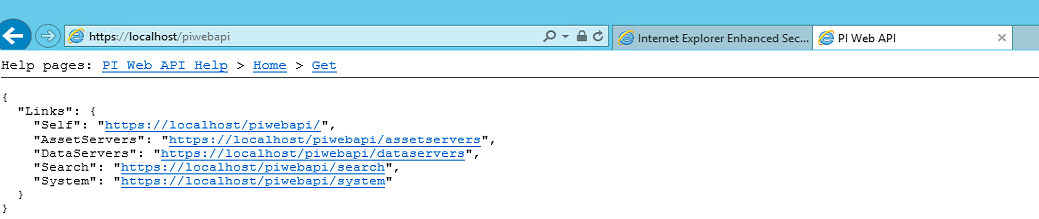 https://localhost/piwebapi
Internet Explorer Enhanced Sec...
PI Web API
Help pages: PI Web API Help > Home > Get
{
"Links": {
"Self": "https://localhost/piwebapi/",
"AssetServers": "https://localhost/piwebapi/assetservers",
"DataServers": "https://localhost/piwebapi/dataservers",
"Search": "https://localhost/piwebapi/search",
"System": "https://localhost/piwebapi/system"
}
}